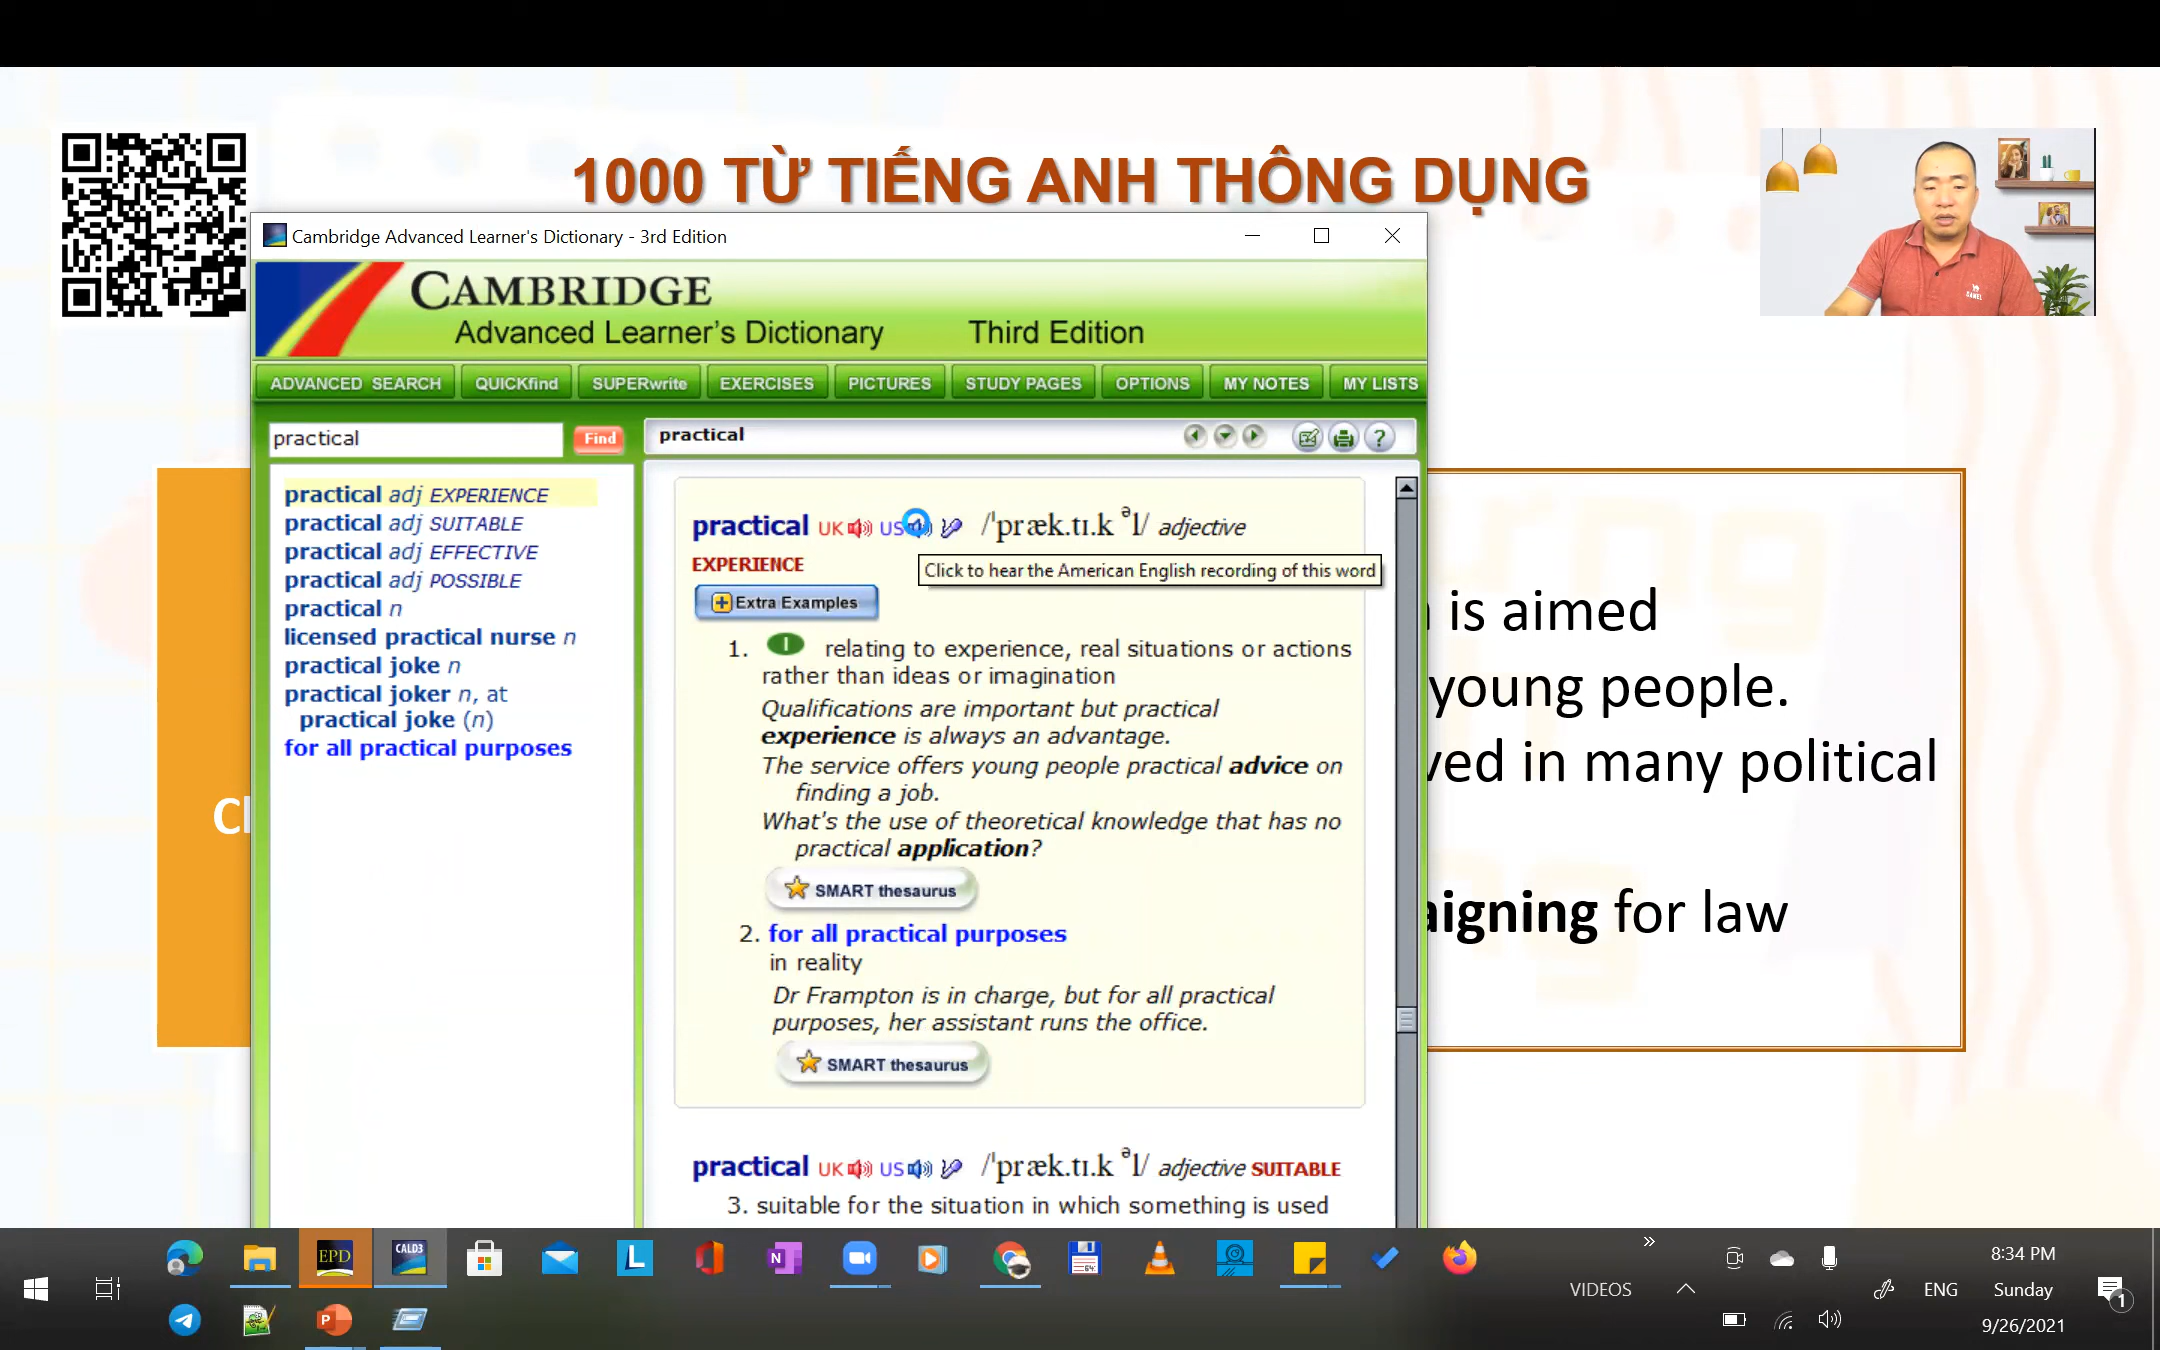 1000 TỪ TIẾNG ANH THÔNG DỤNG
Cambridge Advanced Learner's Dictionary - 3rd Edition
CAMBRIDGE
Advanced Learner's Dictionary Third Edition
ADVANCED SEARCH QUICKfind SUPERwrite EXERCISES PICTURES STUDY PAGES OPTIONS MY NOTES MY LISTS
practical Find
practical
practical adj EXPERIENCE
practical adj SUITABLE
practical adj EFFECTIVE
practical adj POSSIBLE
practical n
licensed practical nurse n
practical joke n
practical joker n, at
practical joke (n)
for all practical purposes
practical UK US /ˈpræk.tɪ.k əl/ adjective
EXPERIENCE
Click to hear the American English recording of this word
Extra Examples
1. I relating to experience, real situations or actions
rather than ideas or imagination
Qualifications are important but practical
experience is always an advantage.
The service offers young people practical advice on
finding a job.
What's the use of theoretical knowledge that has no
practical application?
SMART thesaurus
2. for all practical purposes
in reality
Dr Frampton is in charge, but for all practical
purposes, her assistant runs the office.
SMART thesaurus
practical UK US /ˈpræk.tɪ.k əl/ adjective SUITABLE
3. suitable for the situation in which something is used
is aimed
young people.
ved in many political
aigning for law
EPD
CALD3
VIDEOS
ENG
8:34 PM
Sunday
9/26/2021
1